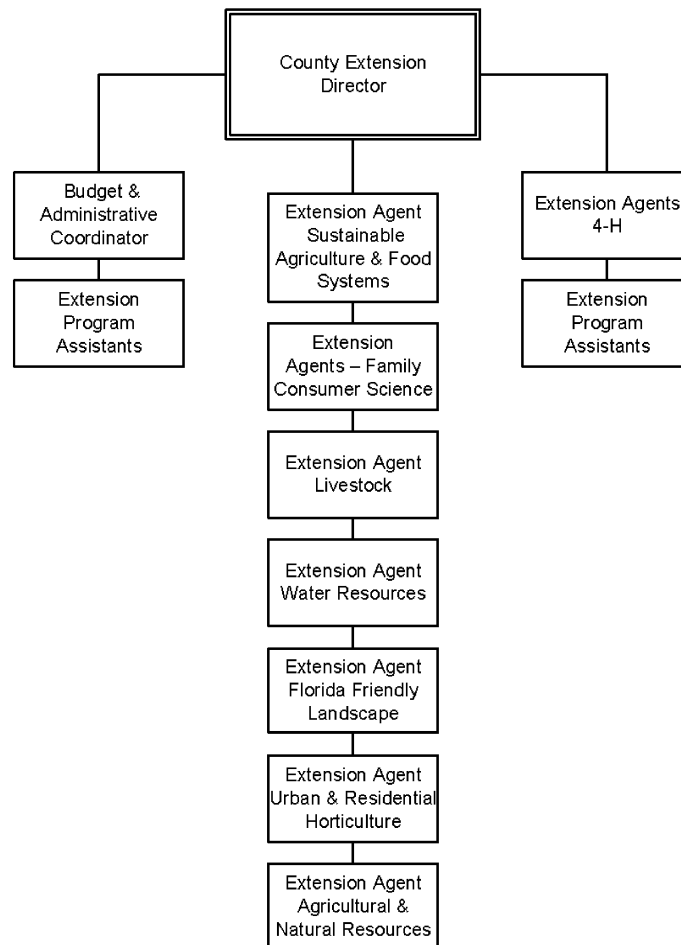 County Extension
Director
Budget &
Administrative
Coordinator
Extension
Program
Assistants
Extension Agent
Sustainable
Agriculture & Food
Systems
Extension
Agents – Family
Consumer Science
Extension Agent
Livestock
Extension Agent
Water Resources
Extension Agent
Florida Friendly
Landscape
Extension Agent
Urban & Residential
Horticulture
Extension Agent
Agricultural &
Natural Resources
Extension Agents
4-H
Extension
Program
Assistants